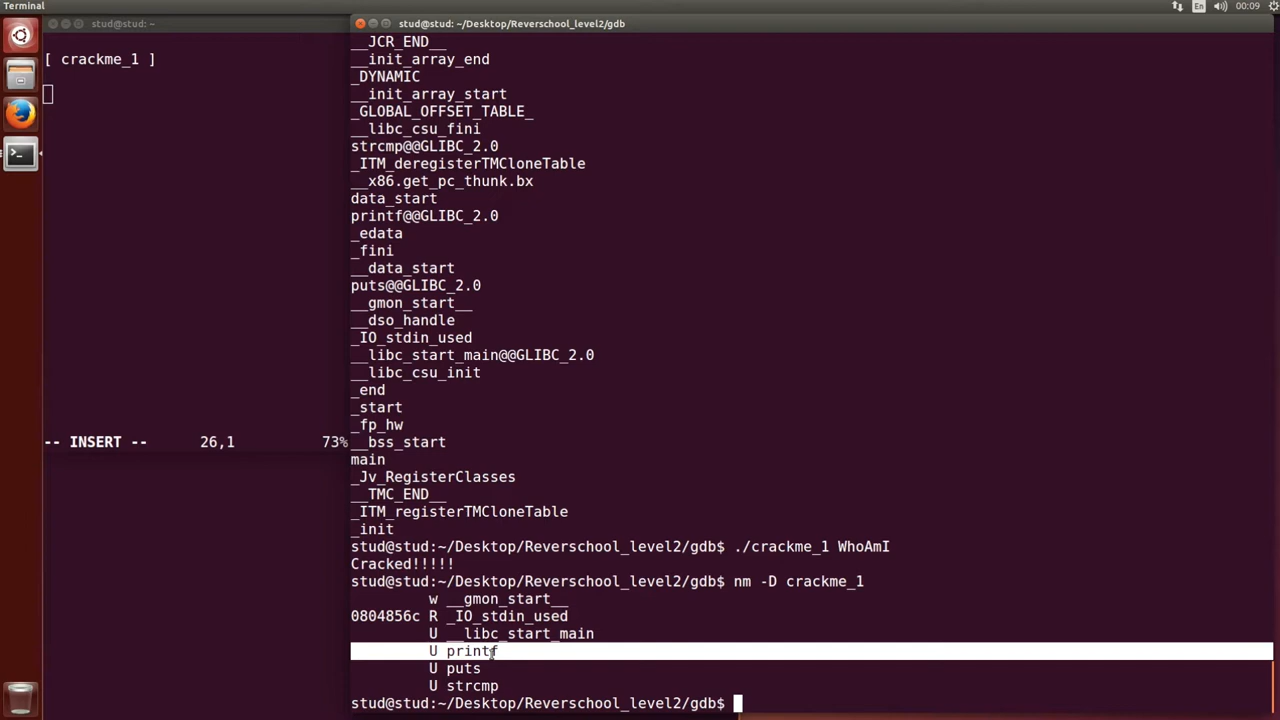 Terminal
En 00:09
stud@stud: ~
stud@stud: ~/Desktop/Reverschool_level2/gdb
[ crackme_1 ]
-- INSERT -- 26,1 73%
__JCR_END__
__init_array_end
_DYNAMIC
__init_array_start
_GLOBAL_OFFSET_TABLE_
__libc_csu_fini
strcmp@@GLIBC_2.0
_ITM_deregisterTMCloneTable
__x86.get_pc_thunk.bx
data_start
printf@@GLIBC_2.0
_edata
_fini
__data_start
puts@@GLIBC_2.0
__gmon_start__
__dso_handle
_IO_stdin_used
__libc_start_main@@GLIBC_2.0
__libc_csu_init
_end
_start
_fp_hw
__bss_start
main
_Jv_RegisterClasses
__TMC_END__
_ITM_registerTMCloneTable
_init
stud@stud:~/Desktop/Reverschool_level2/gdb$ ./crackme_1 WhoAmI
Cracked!!!!!
stud@stud:~/Desktop/Reverschool_level2/gdb$ nm -D crackme_1
w __gmon_start__
0804856c R _IO_stdin_used
U __libc_start_main
U printf
U puts
U strcmp
stud@stud:~/Desktop/Reverschool_level2/gdb$